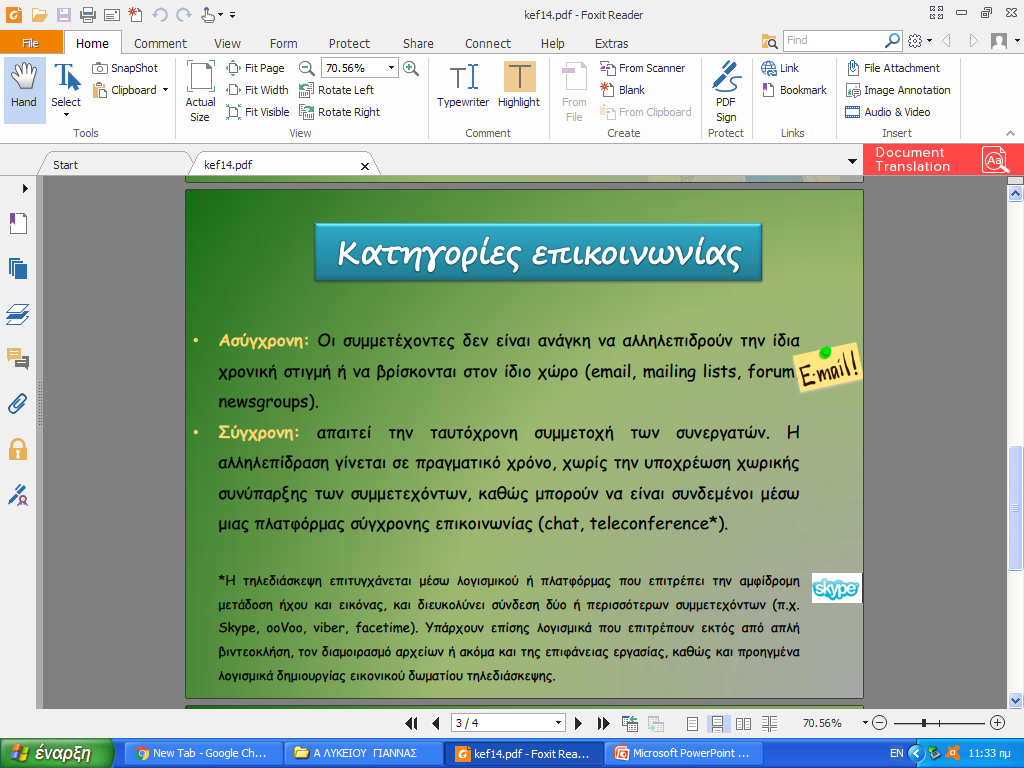 kef14.pdf - Foxit Reader
File Home Comment View Form Protect Share Connect Help Extras Find
Hand Select SnapShot Clipboard Actual Size Fit Page Fit Width Fit Visible 70.56% Rotate Left Rotate Right Typewriter Highlight From File From Scanner Blank From Clipboard PDF Sign Link Bookmark File Attachment Image Annotation Audio & Video
Tools View Comment Create Protect Links Insert
Start kef14.pdf Document Translation Aa
Κατηγορίες επικοινωνίας
• Ασύγχρονη: Οι συμμετέχοντες δεν είναι ανάγκη να αλληλεπιδρούν την ίδια
χρονική στιγμή ή να βρίσκονται στον ίδιο χώρο (email, mailing lists, forum
newsgroups).
E-mail!
• Σύγχρονη: απαιτεί την ταυτόχρονη συμμετοχή των συνεργατών. Η
αλληλεπίδραση γίνεται σε πραγματικό χρόνο, χωρίς την υποχρέωση χωρικής
συνύπαρξης των συμμετεχόντων, καθώς μπορούν να είναι συνδεμένοι μέσω
μιας πλατφόρμας σύγχρονης επικοινωνίας (chat, teleconference*).
*Η τηλεδιάσκεψη επιτυγχάνεται μέσω λογισμικού ή πλατφόρμας που επιτρέπει την αμφίδρομη
μετάδοση ήχου και εικόνας, και διευκολύνει σύνδεση δύο ή περισσότερων συμμετεχόντων (π.χ.
Skype, ooVoo, viber, facetime). Υπάρχουν επίσης λογισμικά που επιτρέπουν εκτός από απλή
βιντεοκλήση, τον διαμοιρασμό αρχείων ή ακόμα και της επιφάνειας εργασίας, καθώς και προηγμένα
λογισμικά δημιουργίας εικονικού δωματίου τηλεδιάσκεψης.
skype
3 / 4 70.56%
έναρξη New Tab - Google Ch... Α ΛΥΚΕΙΟΥ ΓΙΑΝΝΑΣ kef14.pdf - Foxit Rea... Microsoft PowerPoint ... EN 11:33 πμ